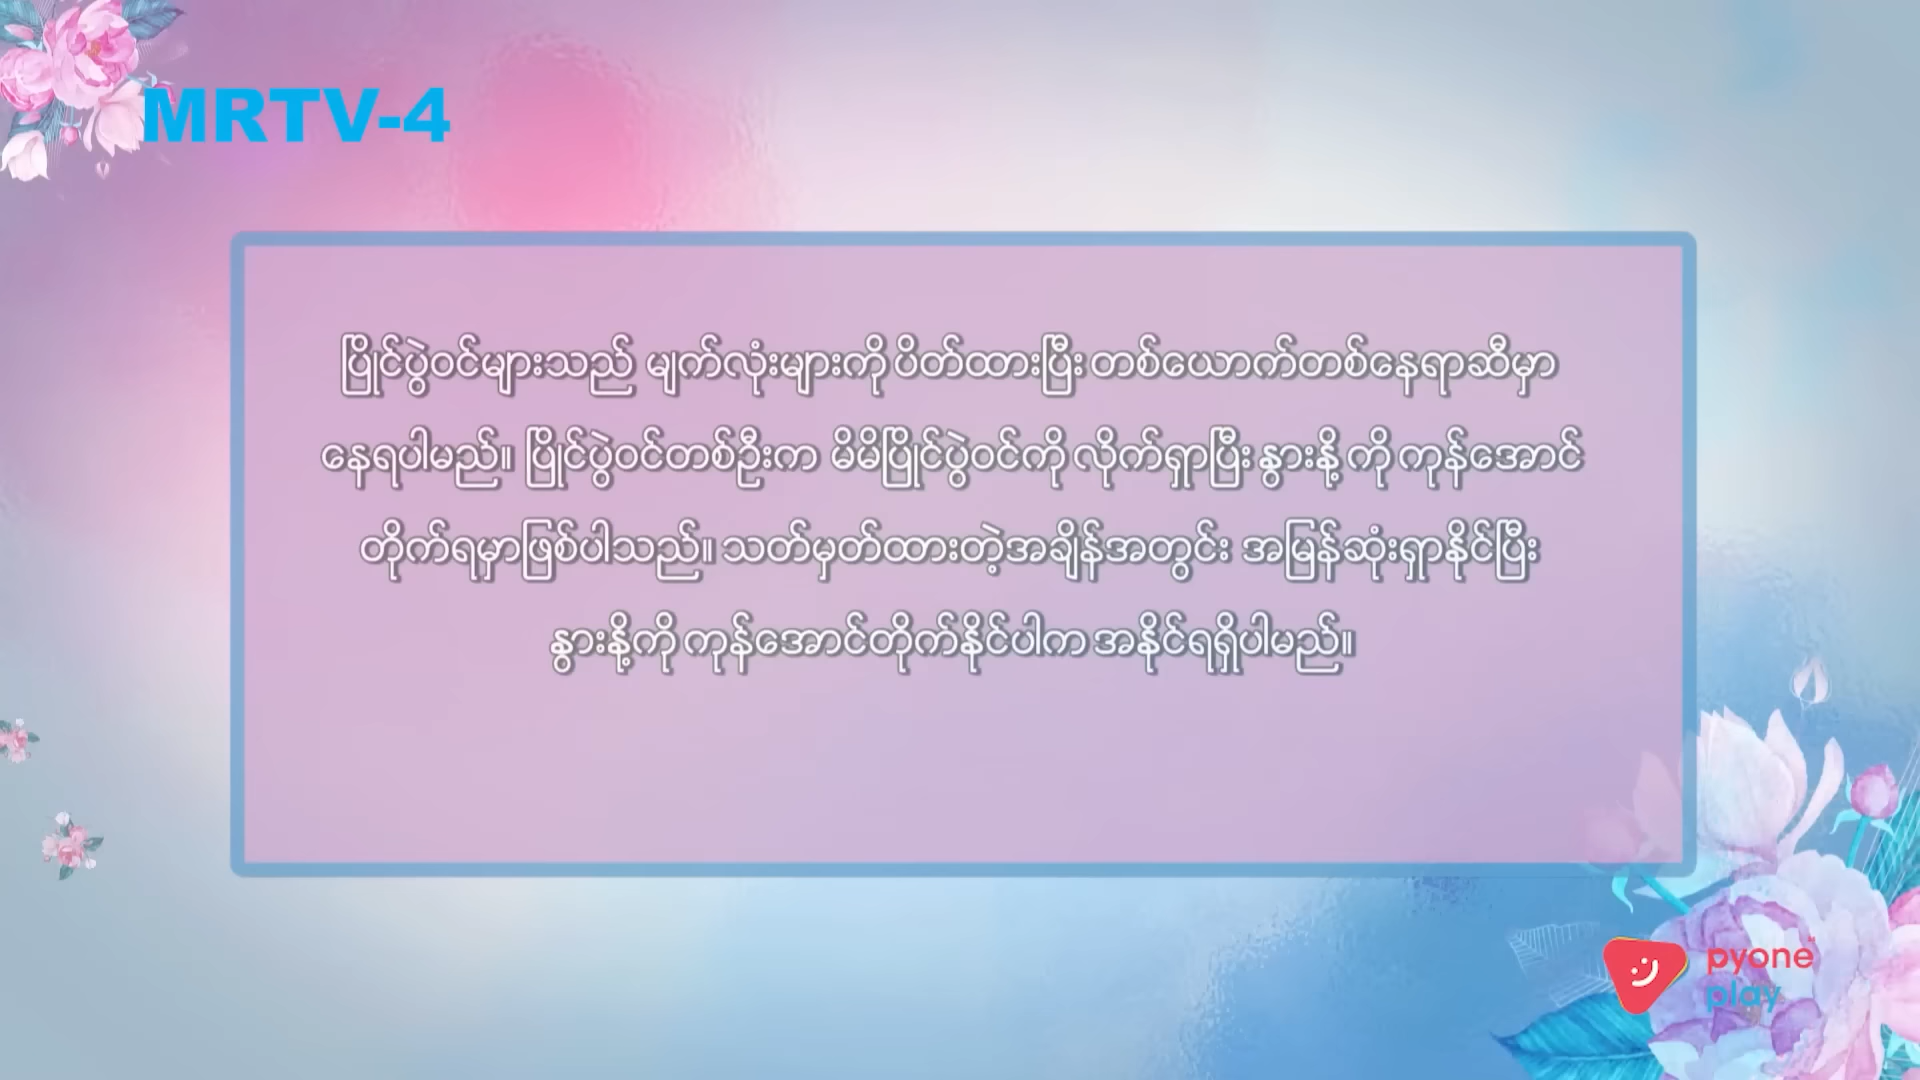 MRTV-4
ပြိုင်ပွဲဝင်များသည် မျက်လုံးများကို ပိတ်ထားပြီး တစ်ယောက်တစ်နေရာဆီမှာ
နေရပါမည်။ ပြိုင်ပွဲဝင်တစ်ဦးက မိမိပြိုင်ပွဲဝင်ကို လိုက်ရှာပြီး နွားနို့ ကို ကုန်အောင်
တိုက်ရမှာဖြစ်ပါသည်။ သတ်မှတ်ထားတဲ့အချိန်အတွင်း အမြန်ဆုံးရှာနိုင်ပြီး
နွားနို့ကို ကုန်အောင်တိုက်နိုင်ပါက အနိုင်ရရှိပါမည်။
pyone
play